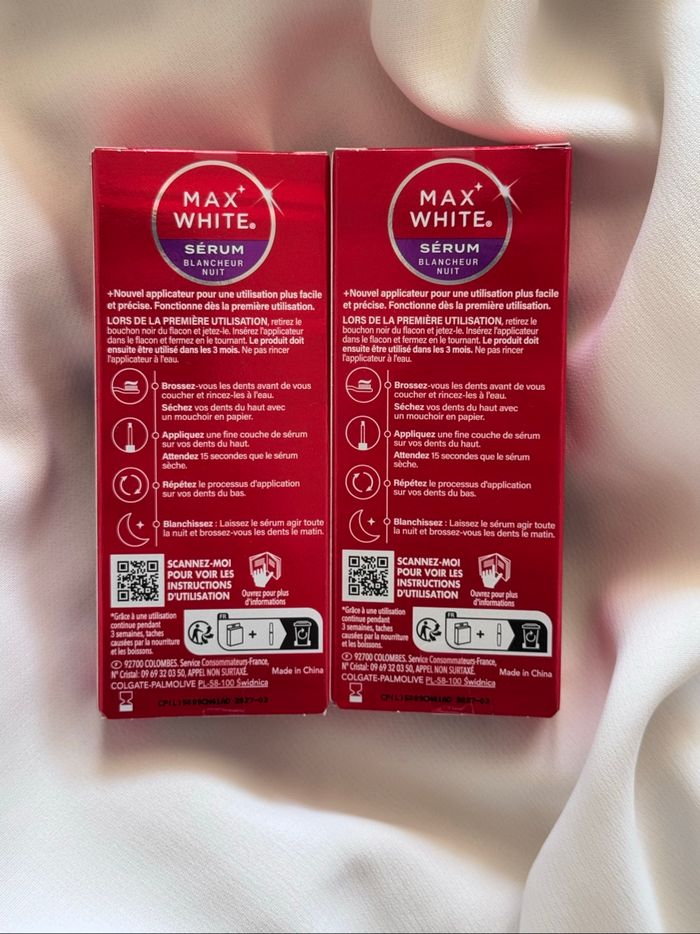 MAX
WHITE®
SÉRUM
BLANCHEUR
NUIT
+Nouvel applicateur pour une utilisation plus facile
et précise. Fonctionne dès la première utilisation.
LORS DE LA PREMIÈRE UTILISATION, retirez le
bouchon noir du flacon et jetez-le. Insérez l'applicateur
dans le flacon et fermez en le tournant. Le produit doit
ensuite être utilisé dans les 3 mois. Ne pas rincer
l'applicateur à l'eau.
Brossez-vous les dents avant de vous
coucher et rincez-les à l'eau.
Séchez vos dents du haut avec
un mouchoir en papier.
Appliquez une fine couche de sérum
sur vos dents du haut.
Attendez 15 secondes que le sérum
sèche.
Répétez le processus d'application
sur vos dents du bas.
Blanchissez : Laissez le sérum agir toute
la nuit et brossez-vous les dents le matin.
SCANNEZ-MOI
POUR VOIR LES
INSTRUCTIONS
D'UTILISATION
Ouvrez pour plus
d'informations
*Grâce à une utilisation
continue pendant
3 semaines, taches
causées par la nourriture
et les boissons.
FR
+
92700 COLOMBES. Service Consommateurs-France,
N° Cristal: 09 69 32 03 50, APPEL NON SURTAXÉ.
Made in China
COLGATE-PALMOLIVE PL-58-100 Świdnica
MAX
WHITE®
SÉRUM
BLANCHEUR
NUIT
+Nouvel applicateur pour une utilisation plus facile
et précise. Fonctionne dès la première utilisation.
LORS DE LA PREMIÈRE UTILISATION, retirez le
bouchon noir du flacon et jetez-le. Insérez l'applicateur
dans le flacon et fermez en le tournant. Le produit doit
ensuite être utilisé dans les 3 mois. Ne pas rincer
l'applicateur à l'eau.
Brossez-vous les dents avant de vous
coucher et rincez-les à l'eau.
Séchez vos dents du haut avec
un mouchoir en papier.
Appliquez une fine couche de sérum
sur vos dents du haut.
Attendez 15 secondes que le sérum
sèche.
Répétez le processus d'application
sur vos dents du bas.
Blanchissez : Laissez le sérum agir toute
la nuit et brossez-vous les dents le matin.
SCANNEZ-MOI
POUR VOIR LES
INSTRUCTIONS
D'UTILISATION
Ouvrez pour plus
d'informations
*Grâce à une utilisation
continue pendant
3 semaines, taches
causées par la nourriture
et les boissons.
FR
+
92700 COLOMBES. Service Consommateurs-France,
N° Cristal: 09 69 32 03 50, APPEL NON SURTAXÉ.
Made in China
COLGATE-PALMOLIVE PL-58-100 Świdnica